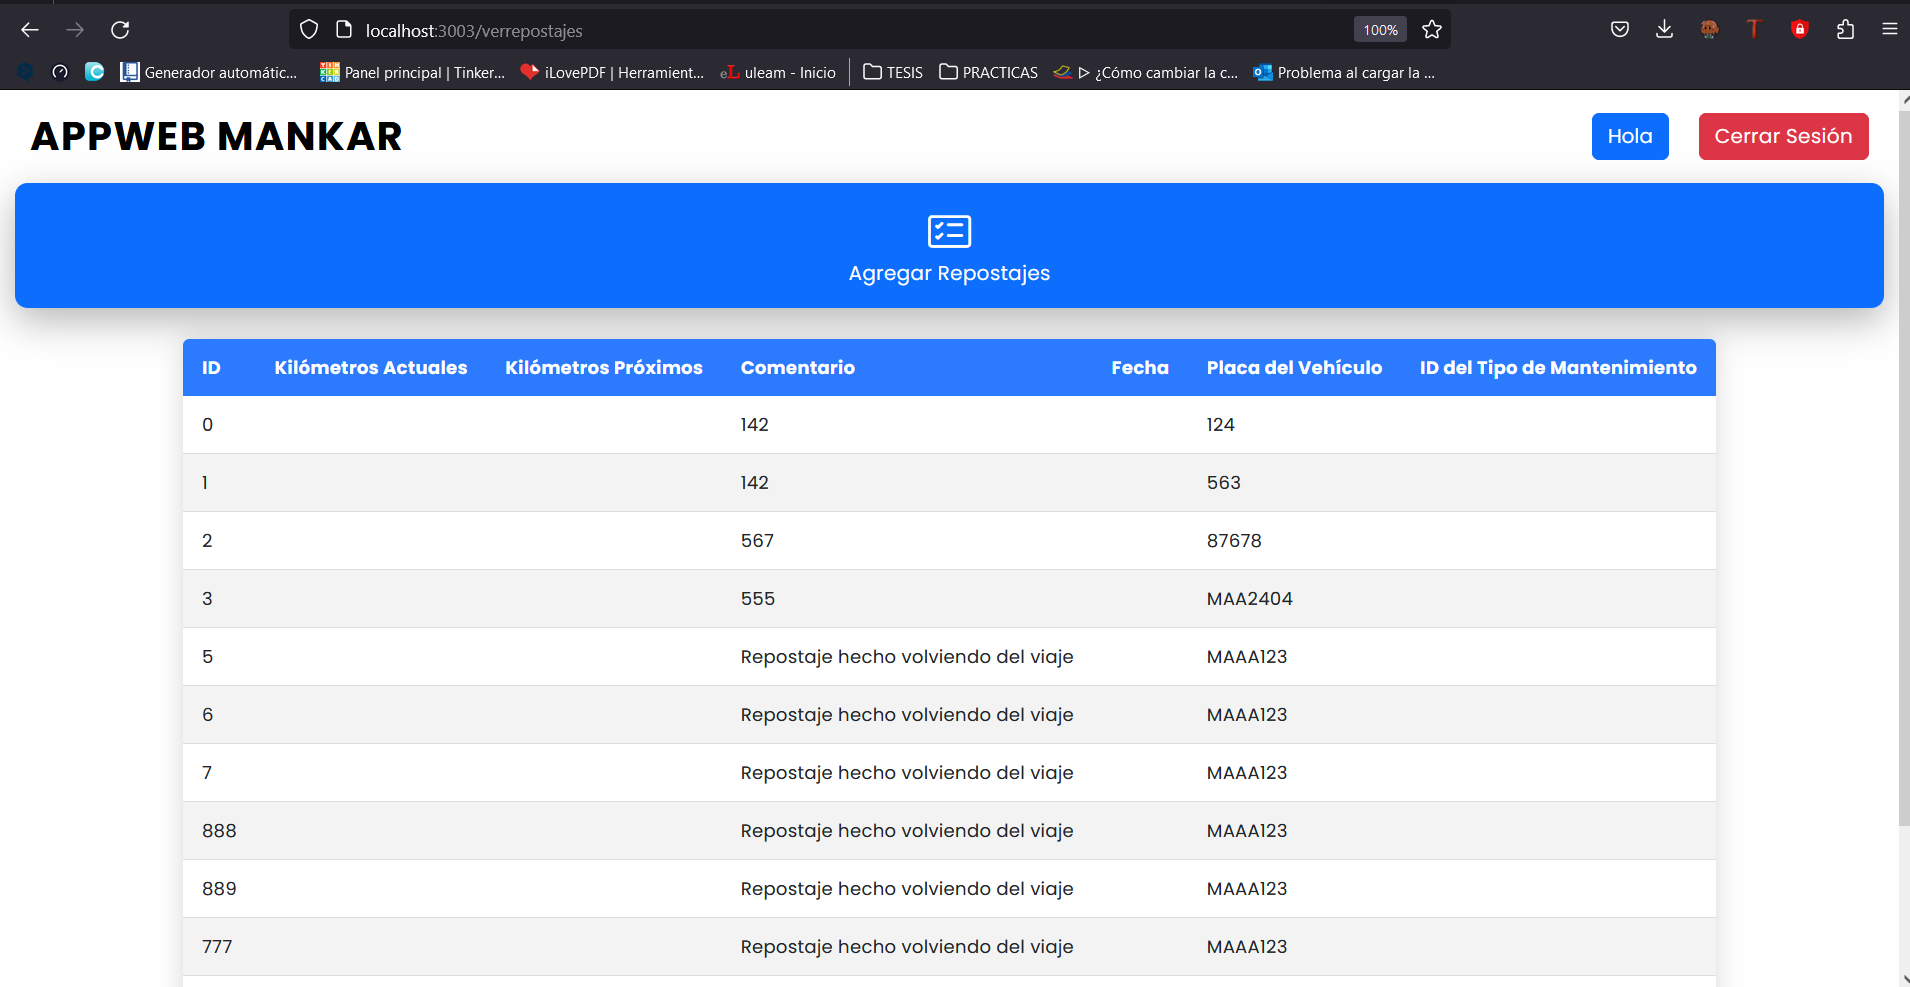 localhost:3003/verrepostajes
100%
Generador automátic...
Panel principal | Tinker...
iLovePDF | Herramient...
eL uleam - Inicio
TESIS
PRACTICAS
ᐅ ¿Cómo cambiar la c...
Problema al cargar la ...
APPWEB MANKAR
Hola
Cerrar Sesión
Agregar Repostajes
ID Kilómetros Actuales Kilómetros Próximos Comentario Fecha Placa del Vehículo ID del Tipo de Mantenimiento
0 142 124
1 142 563
2 567 87678
3 555 MAA2404
5 Repostaje hecho volviendo del viaje MAAA123
6 Repostaje hecho volviendo del viaje MAAA123
7 Repostaje hecho volviendo del viaje MAAA123
888 Repostaje hecho volviendo del viaje MAAA123
889 Repostaje hecho volviendo del viaje MAAA123
777 Repostaje hecho volviendo del viaje MAAA123